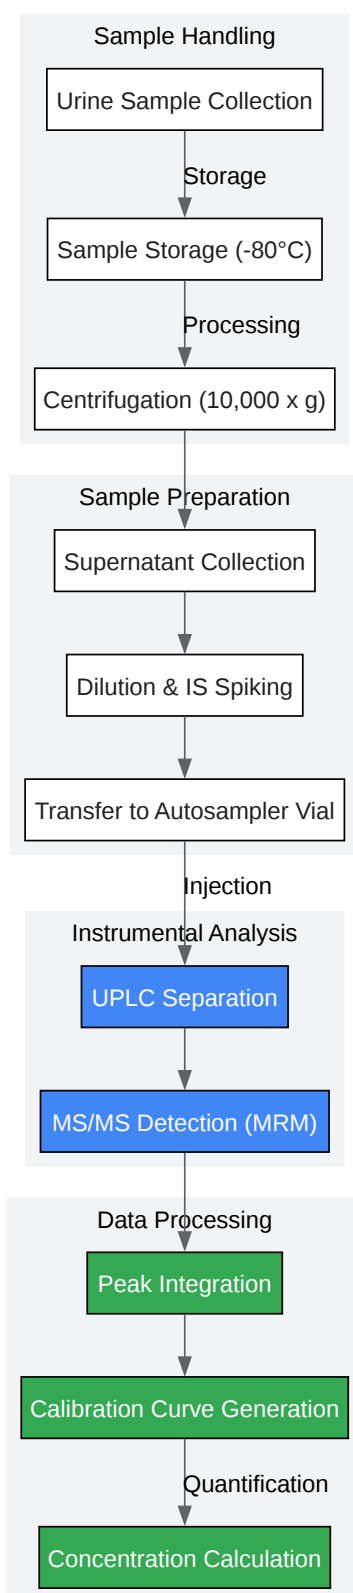 Sample Handling
Urine Sample Collection
Storage
Sample Storage (-80°C)
Processing
Centrifugation (10,000 x g)
Sample Preparation
Supernatant Collection
Dilution & IS Spiking
Transfer to Autosampler Vial
Injection
Instrumental Analysis
UPLC Separation
MS/MS Detection (MRM)
Data Processing
Peak Integration
Calibration Curve Generation
Quantification
Concentration Calculation